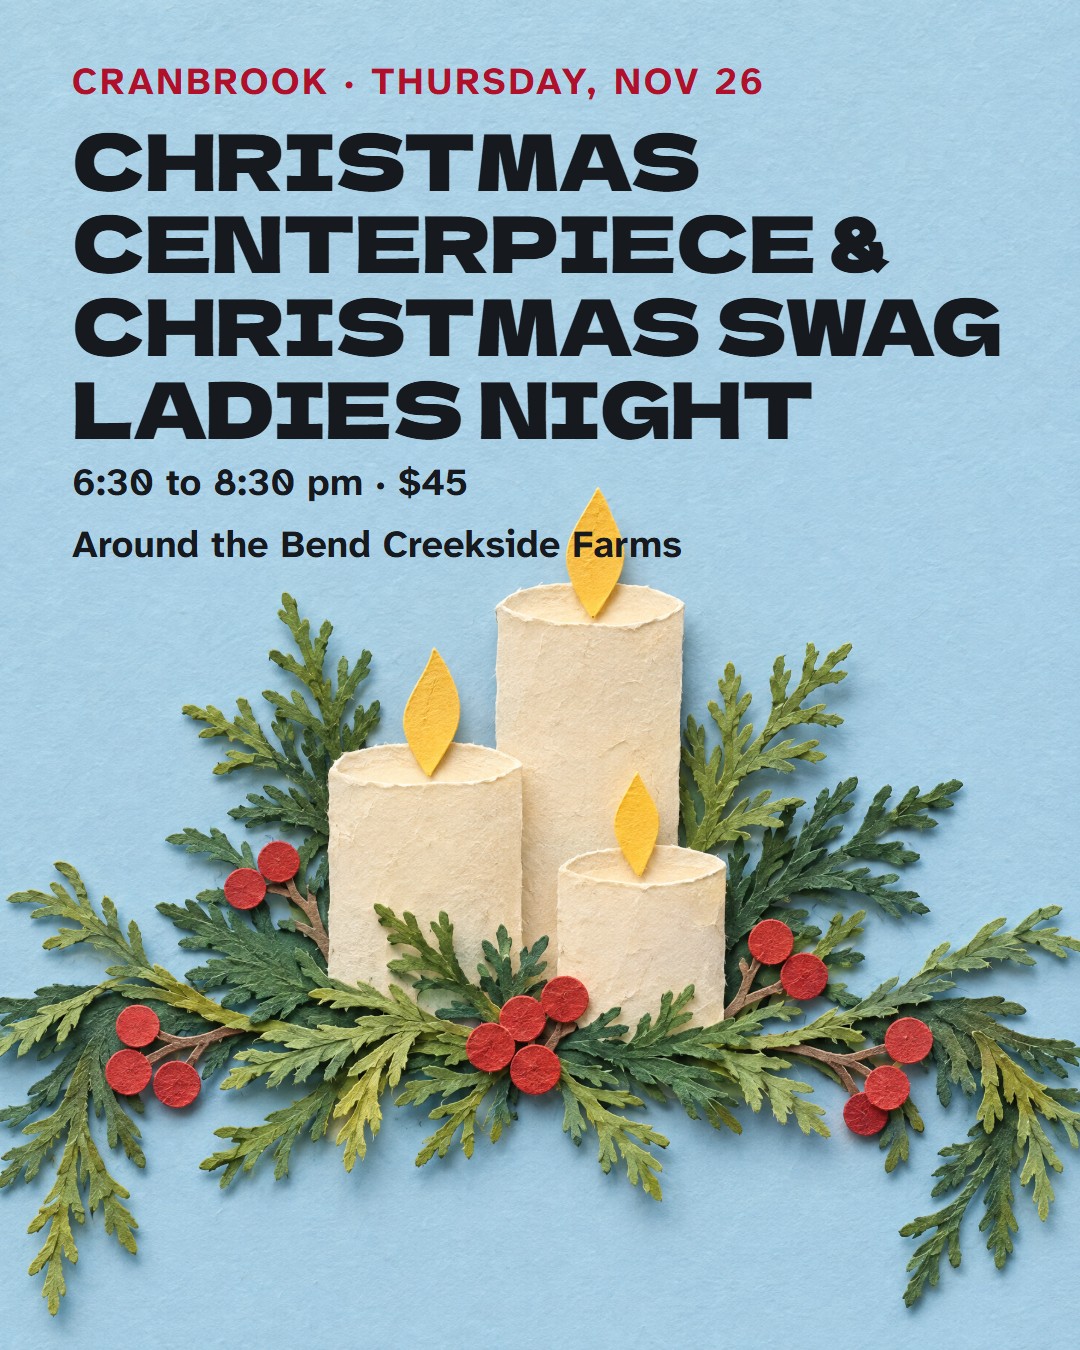 CRANBROOK · THURSDAY, NOV 26
CHRISTMAS
CENTERPIECE &
CHRISTMAS SWAG
LADIES NIGHT
6:30 to 8:30 pm · $45
Around the Bend Creekside Farms